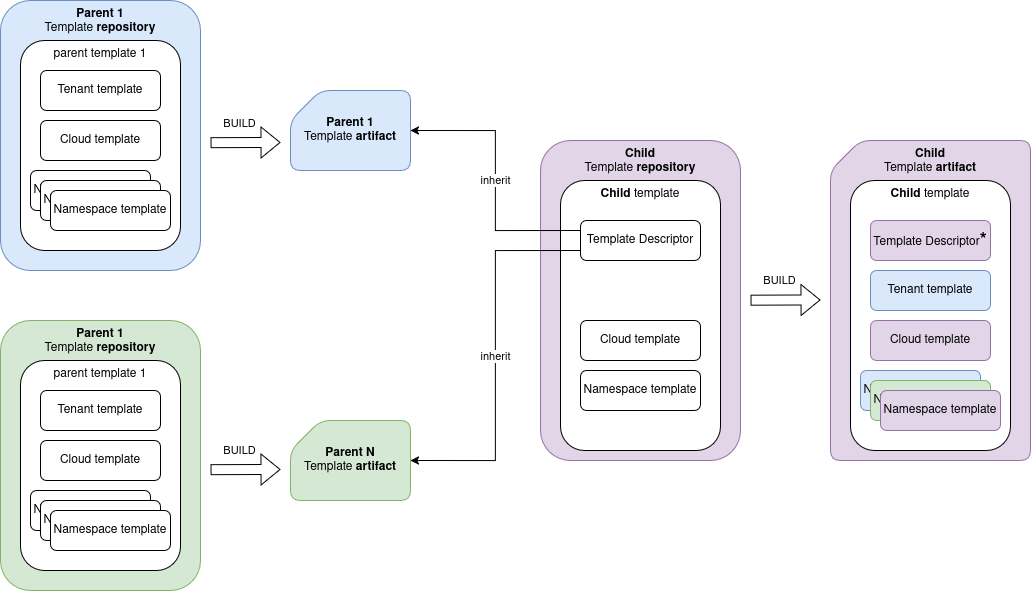 Parent 1
Template repository
parent template 1
Tenant template
Cloud template
N
N
Namespace template
BUILD
Parent 1
Template artifact
inherit
Parent 1
Template repository
parent template 1
Tenant template
Cloud template
N
N
Namespace template
BUILD
Parent N
Template artifact
inherit
Child
Template repository
Child template
Template Descriptor
Cloud template
Namespace template
BUILD
Child
Template artifact
Child template
Template Descriptor*
Tenant template
Cloud template
N
N
Namespace template